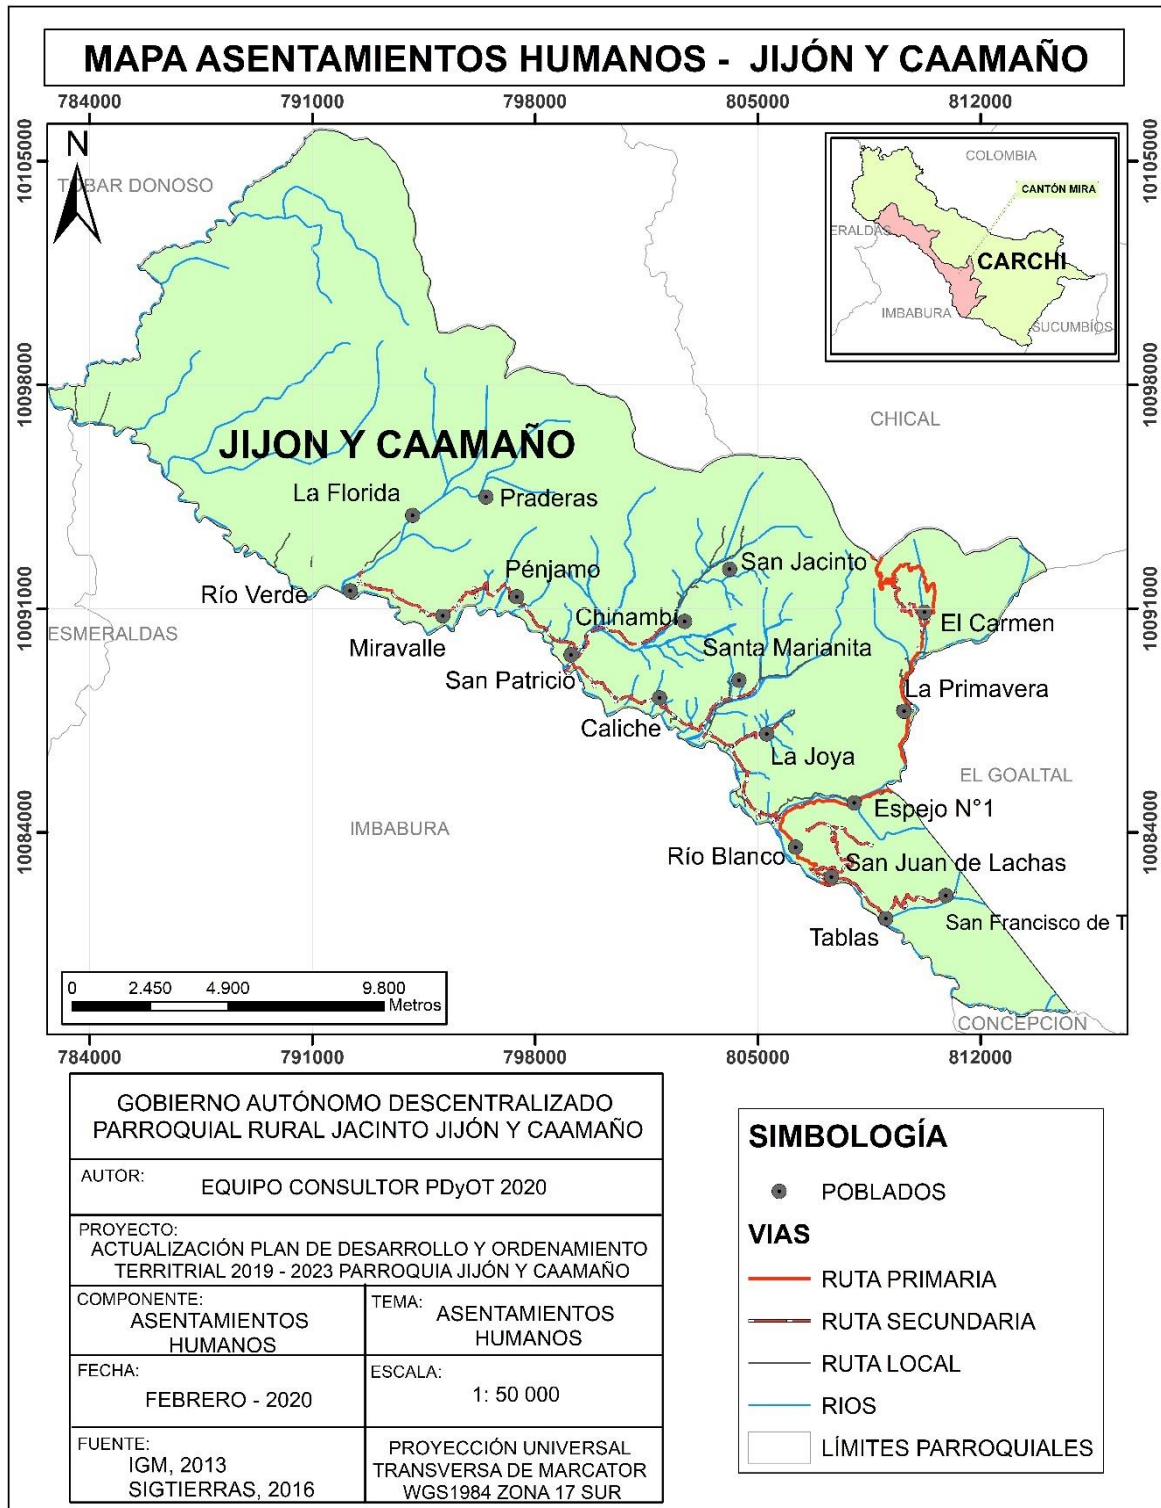 MAPA ASENTAMIENTOS HUMANOS - JIJÓN Y CAAMAÑO
784000 791000 798000 805000 812000
N
10105000
10105000
TOBAR DONOSO
COLOMBIA
CANTÓN MIRA
ERALDAS
CARCHI
IMBABURA
SUCUMBÍOS
10098000
10098000
CHICAL
JIJON Y CAAMAÑO
La Florida
Praderas
San Jacinto
Pénjamo
Río Verde
10091000
10091000
Chinambí
El Carmen
ESMERALDAS
Miravalle
Santa Marianita
San Patricio
La Primavera
Caliche
La Joya
EL GOALTAL
Espejo N°1
10084000
10084000
IMBABURA
Río Blanco
San Juan de Lachas
San Francisco de T
Tablas
0 2.450 4.900 9.800
Metros
CONCEPCION
784000 791000 798000 805000 812000
GOBIERNO AUTÓNOMO DESCENTRALIZADO
PARROQUIAL RURAL JACINTO JIJÓN Y CAAMAÑO
AUTOR: EQUIPO CONSULTOR PDyOT 2020
PROYECTO:
ACTUALIZACIÓN PLAN DE DESARROLLO Y ORDENAMIENTO
TERRITRIAL 2019 - 2023 PARROQUIA JIJÓN Y CAAMAÑO
COMPONENTE:
ASENTAMIENTOS
HUMANOS
TEMA: ASENTAMIENTOS
HUMANOS
FECHA:
FEBRERO - 2020
ESCALA:
1: 50 000
FUENTE:
IGM, 2013
SIGTIERRAS, 2016
PROYECCIÓN UNIVERSAL
TRANSVERSA DE MARCATOR
WGS1984 ZONA 17 SUR
SIMBOLOGÍA
POBLADOS
VIAS
RUTA PRIMARIA
RUTA SECUNDARIA
RUTA LOCAL
RIOS
LÍMITES PARROQUIALES